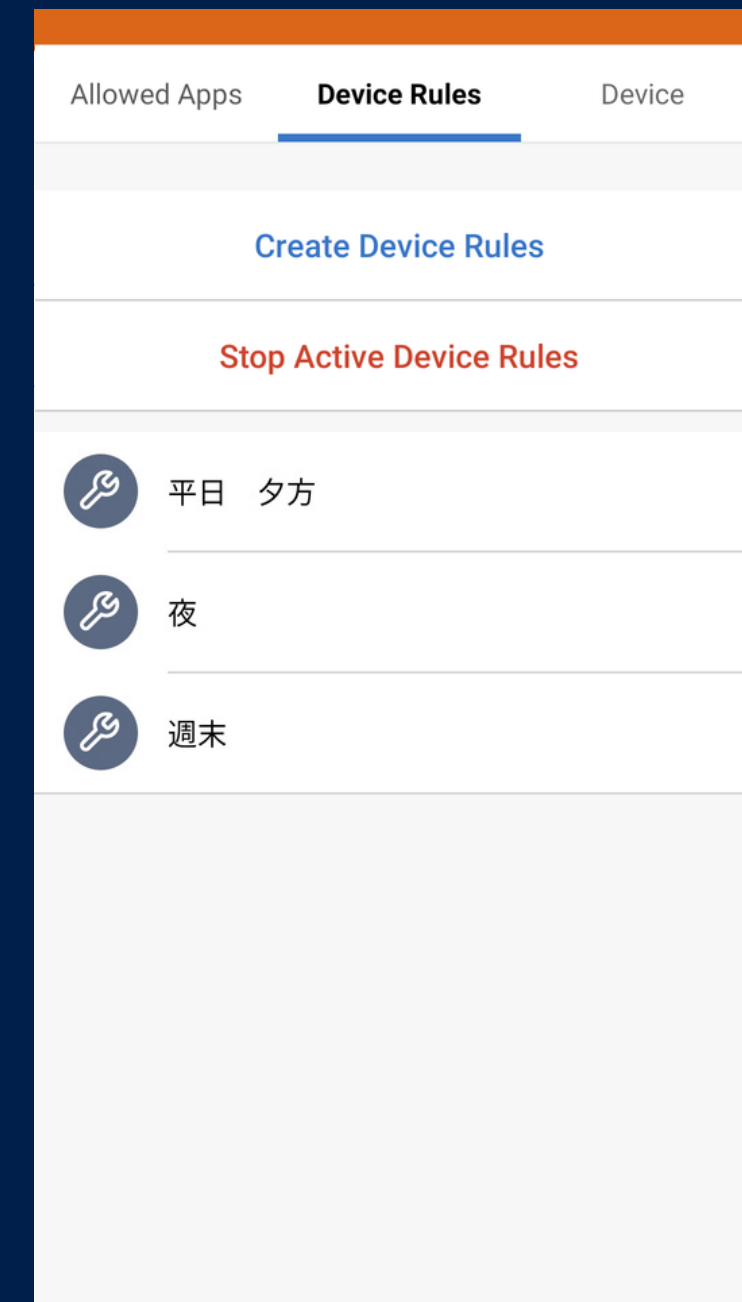 Allowed Apps Device Rules Device
Create Device Rules
Stop Active Device Rules
平日　夕方
夜
週末